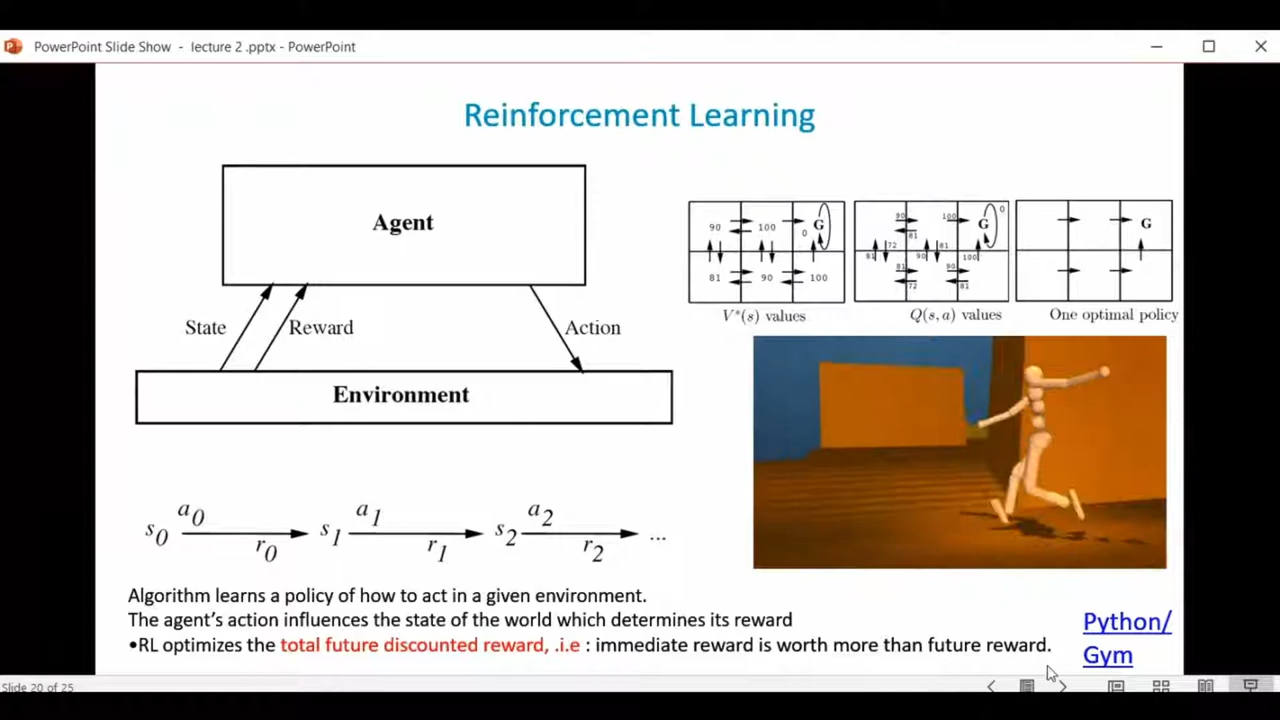 PowerPoint Slide Show - lecture 2 .pptx - PowerPoint
Reinforcement Learning
Agent
State
Reward
Action
Environment
90 100 0 G
81 90 100
V*(s) values
90 100 0
81 G
72 81
81 90 100
81 90
72 81
Q(s, a) values
G
One optimal policy
s0 a0 r0 s1 a1 r1 s2 a2 r2 ...
Algorithm learns a policy of how to act in a given environment.
The agent's action influences the state of the world which determines its reward
•RL optimizes the total future discounted reward, .i.e : immediate reward is worth more than future reward.
Python/
Gym
Slide 20 of 25